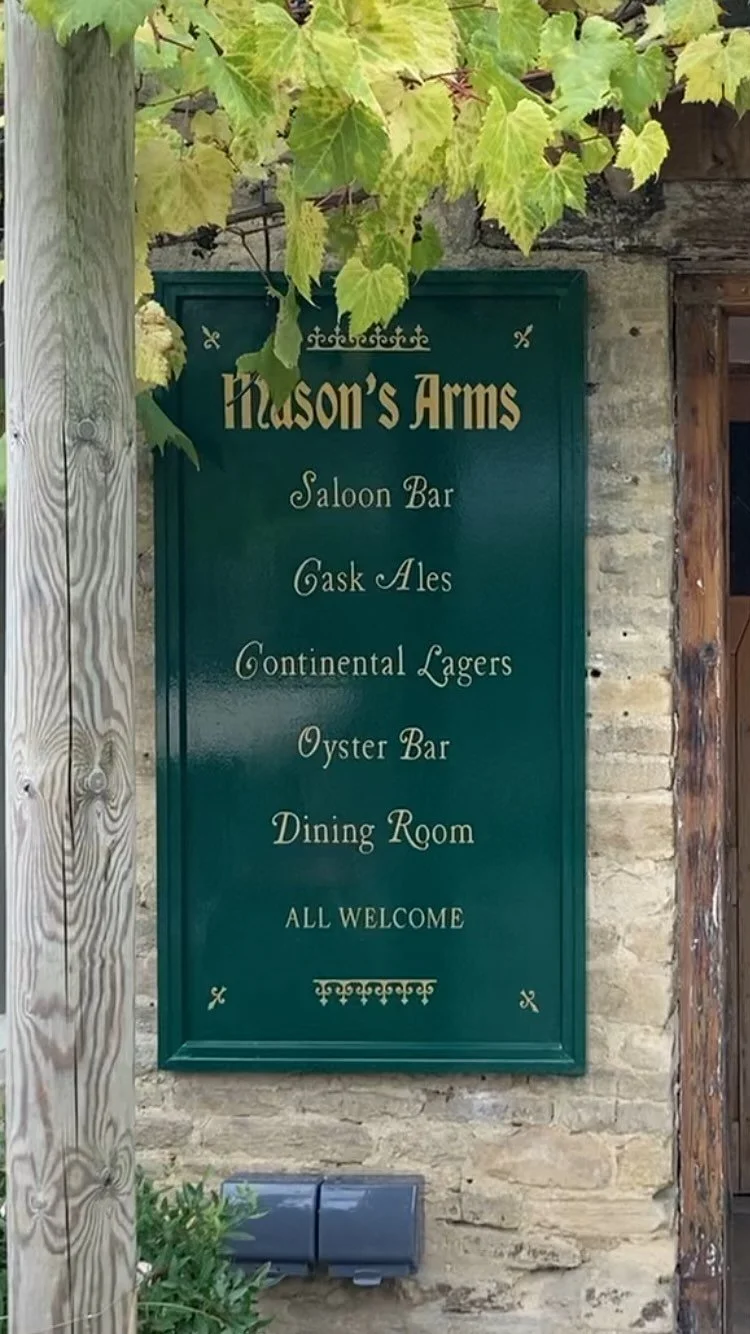 Mason's Arms
Saloon Bar
Cask Ales
Continental Lagers
Oyster Bar
Dining Room
ALL WELCOME